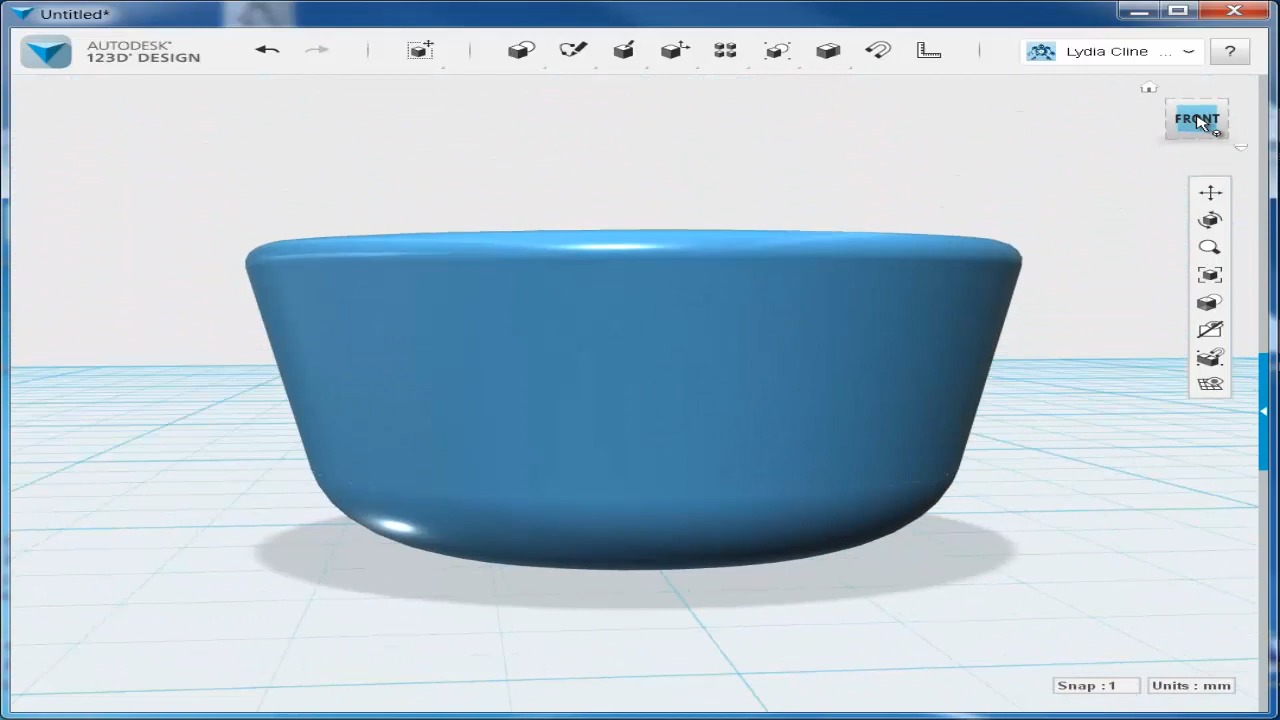 Untitled*
AUTODESK®
123D® DESIGN
Lydia Cline ...
?
FRONT
Snap : 1
Units : mm